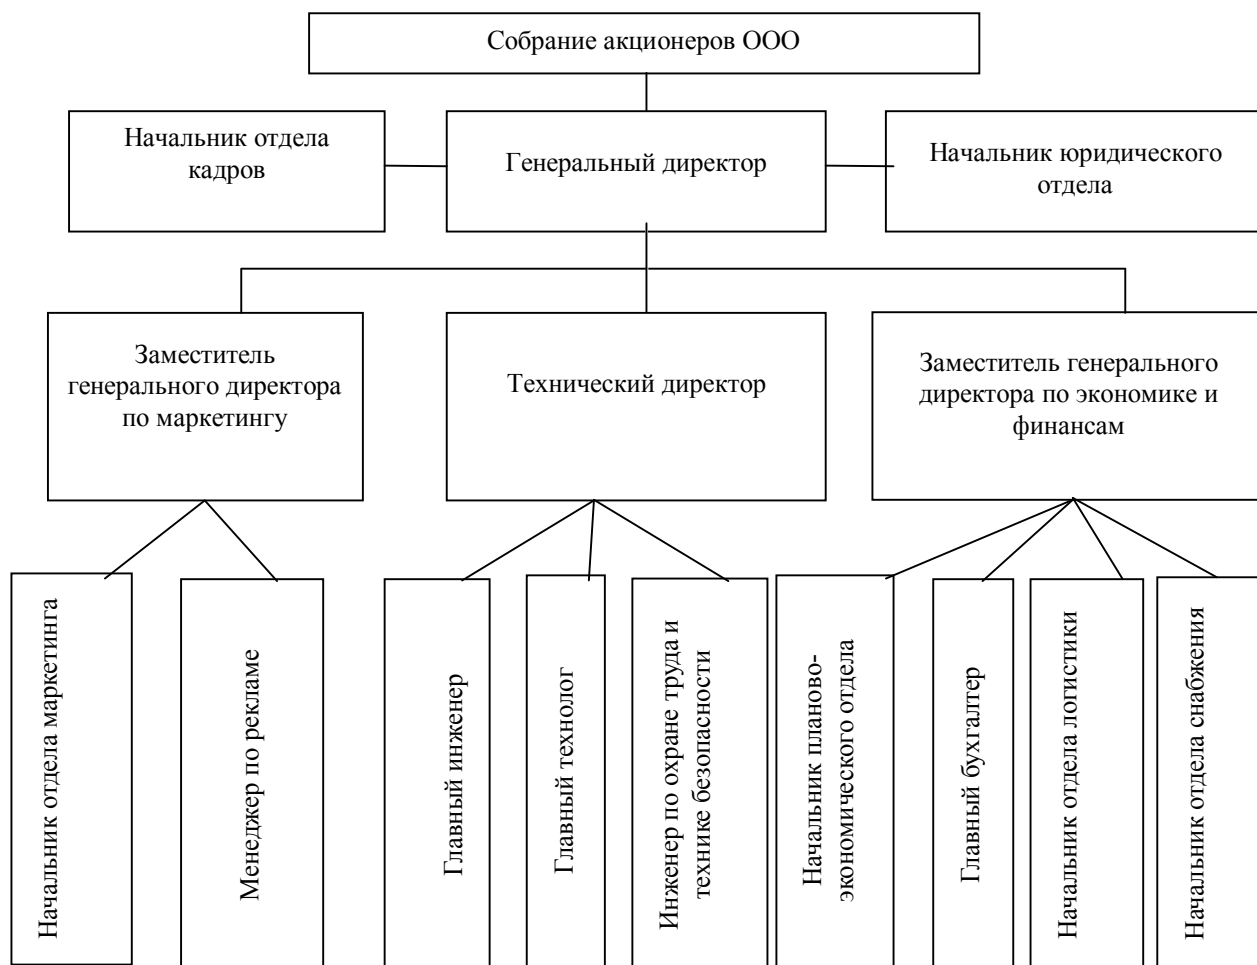 Собрание акционеров ООО
Начальник отдела
кадров
Генеральный директор
Начальник юридического
отдела
Заместитель
генерального директора
по маркетингу
Технический директор
Заместитель генерального
директора по экономике и
финансам
Начальник отдела маркетинга
Менеджер по рекламе
Главный инженер
Главный технолог
Инженер по охране труда и
технике безопасности
Начальник планово-
экономического отдела
Главный бухгалтер
Начальник отдела логистики
Начальник отдела снабжения